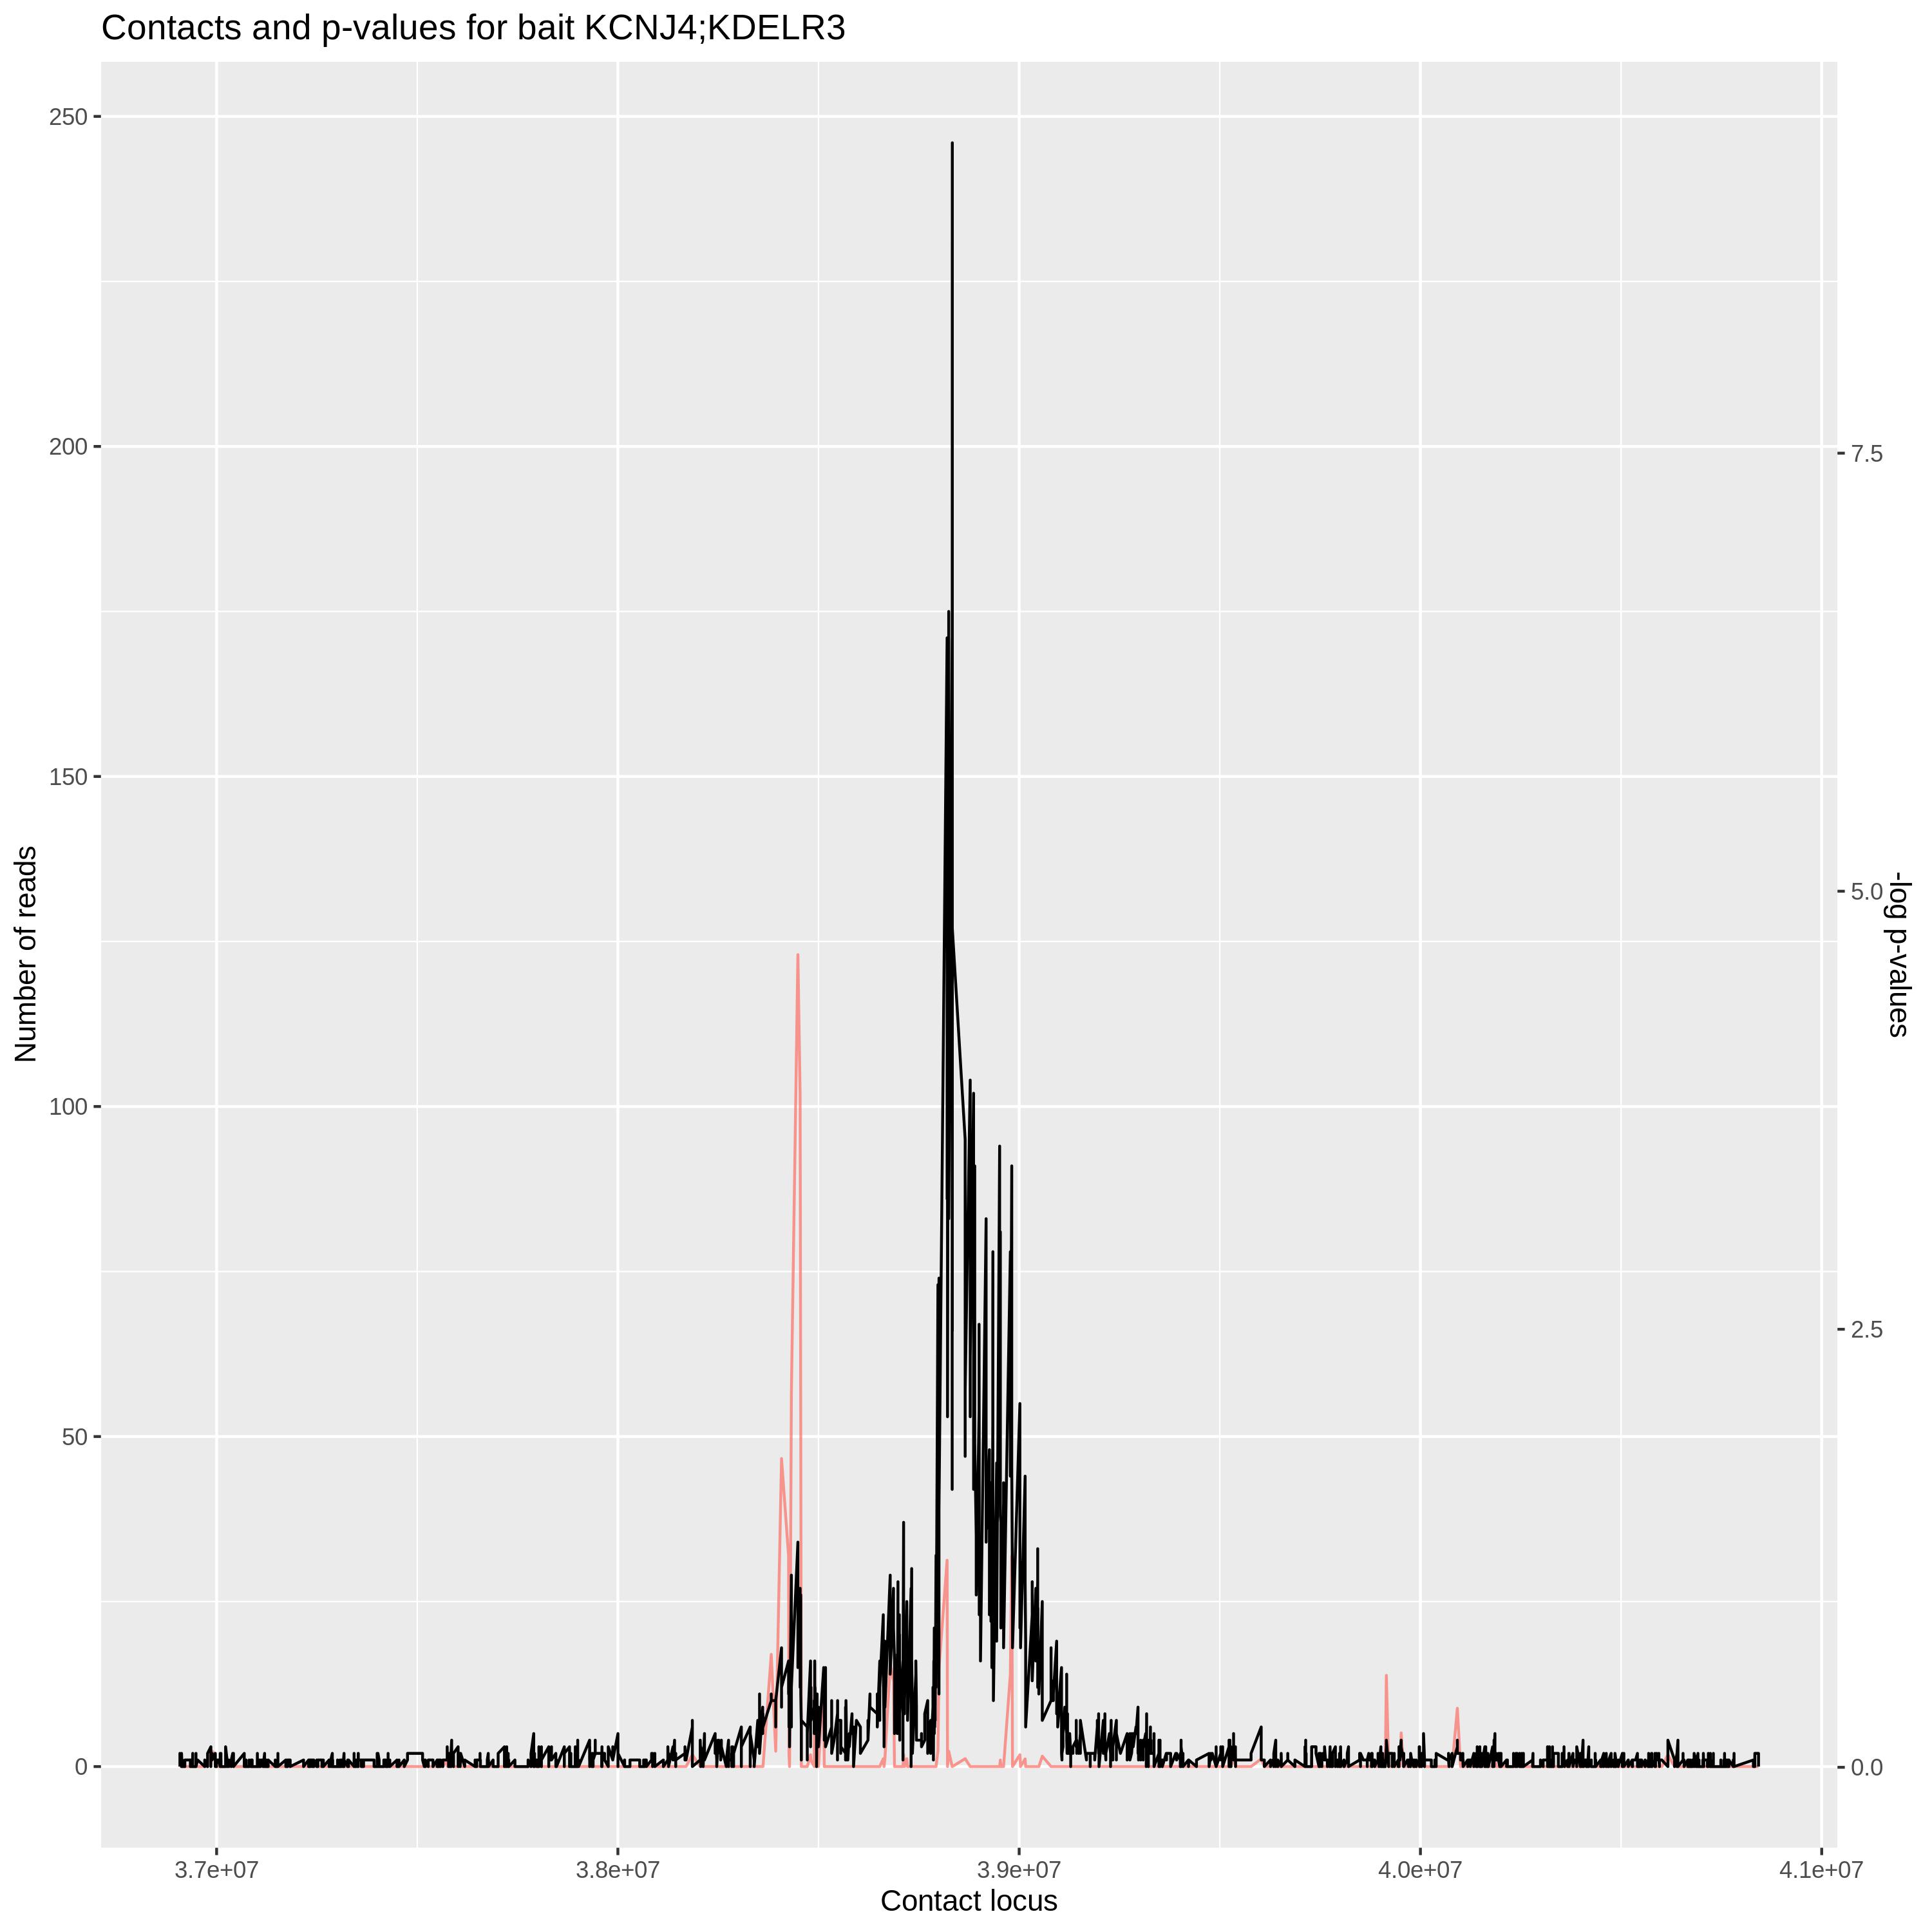 Contacts and p-values for bait KCNJ4;KDELR3
250
200
150
100
50
0
Number of reads
7.5
5.0
2.5
0.0
-log p-values
3.7e+07
3.8e+07
3.9e+07
4.0e+07
4.1e+07
Contact locus